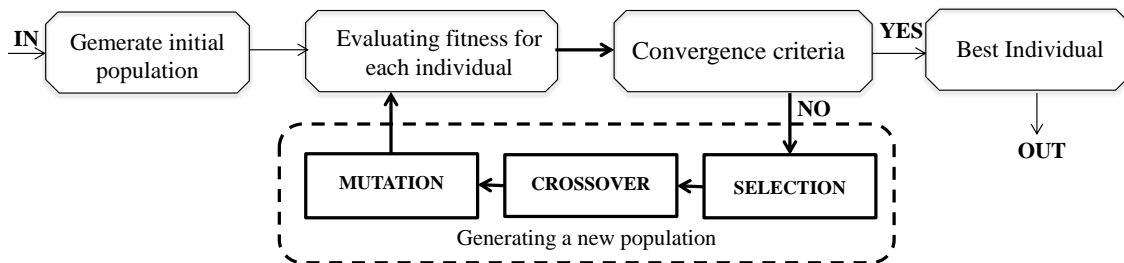 IN
Gemerate initial
population
Evaluating fitness for
each individual
Convergence criteria
YES
Best Individual
NO
OUT
MUTATION
CROSSOVER
SELECTION
Generating a new population